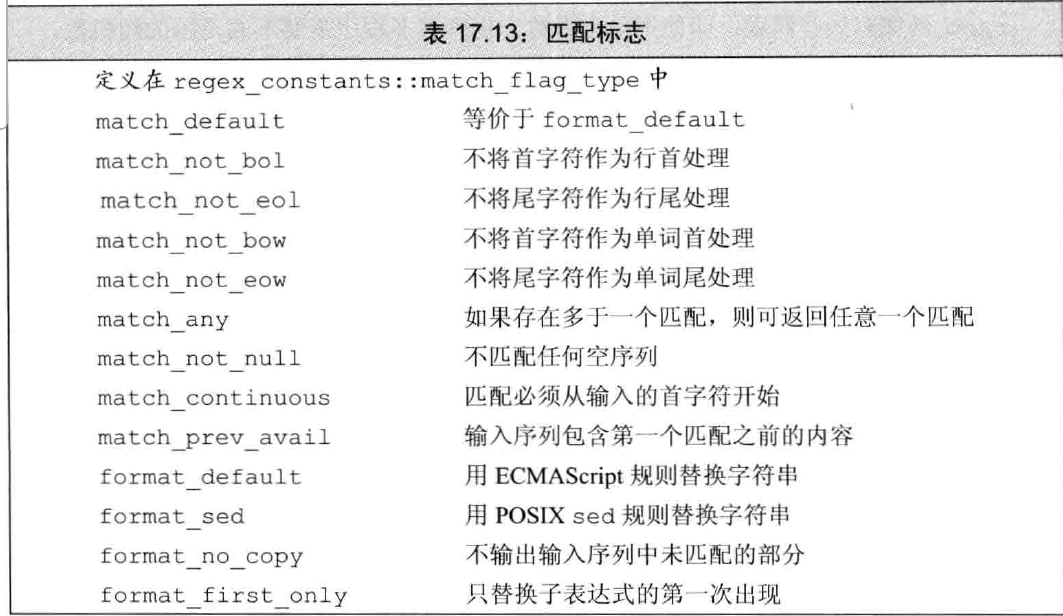 表 17.13：匹配标志
定义在 regex_constants::match_flag_type 中
match_default 等价于 format_default
match_not_bol 不将首字符作为行首处理
match_not_eol 不将尾字符作为行尾处理
match_not_bow 不将首字符作为单词首处理
match_not_eow 不将尾字符作为单词尾处理
match_any 如果存在多于一个匹配，则可返回任意一个匹配
match_not_null 不匹配任何空序列
match_continuous 匹配必须从输入的首字符开始
match_prev_avail 输入序列包含第一个匹配之前的内容
format_default 用 ECMAScript 规则替换字符串
format_sed 用 POSIX sed 规则替换字符串
format_no_copy 不输出输入序列中未匹配的部分
format_first_only 只替换子表达式的第一次出现